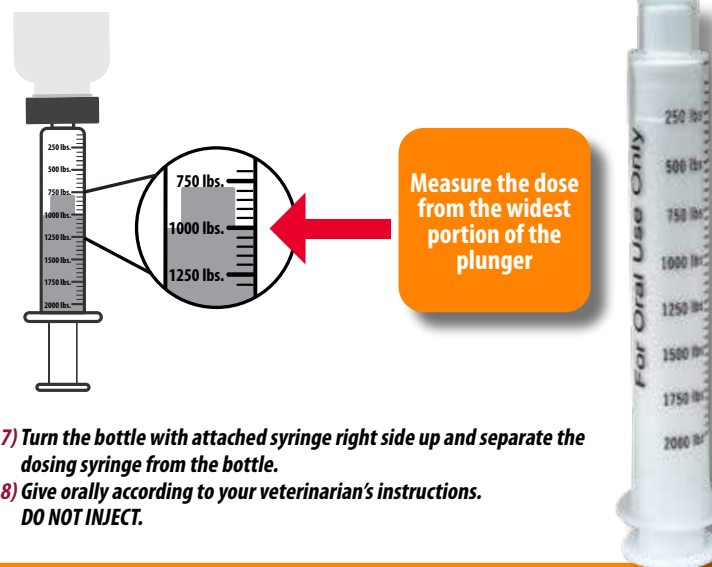 250 lbs.
500 lbs.
750 lbs.
1000 lbs.
1250 lbs.
1500 lbs.
1750 lbs.
2000 lbs.
750 lbs.
1000 lbs.
1250 lbs.
Measure the dose
from the widest
portion of the
plunger
For Oral Use Only
250 lbs
500 lbs
750 lbs
1000 lbs
1250 lbs
1500 lbs
1750 lbs
2000 lbs
7) Turn the bottle with attached syringe right side up and separate the
dosing syringe from the bottle.
8) Give orally according to your veterinarian's instructions.
DO NOT INJECT.